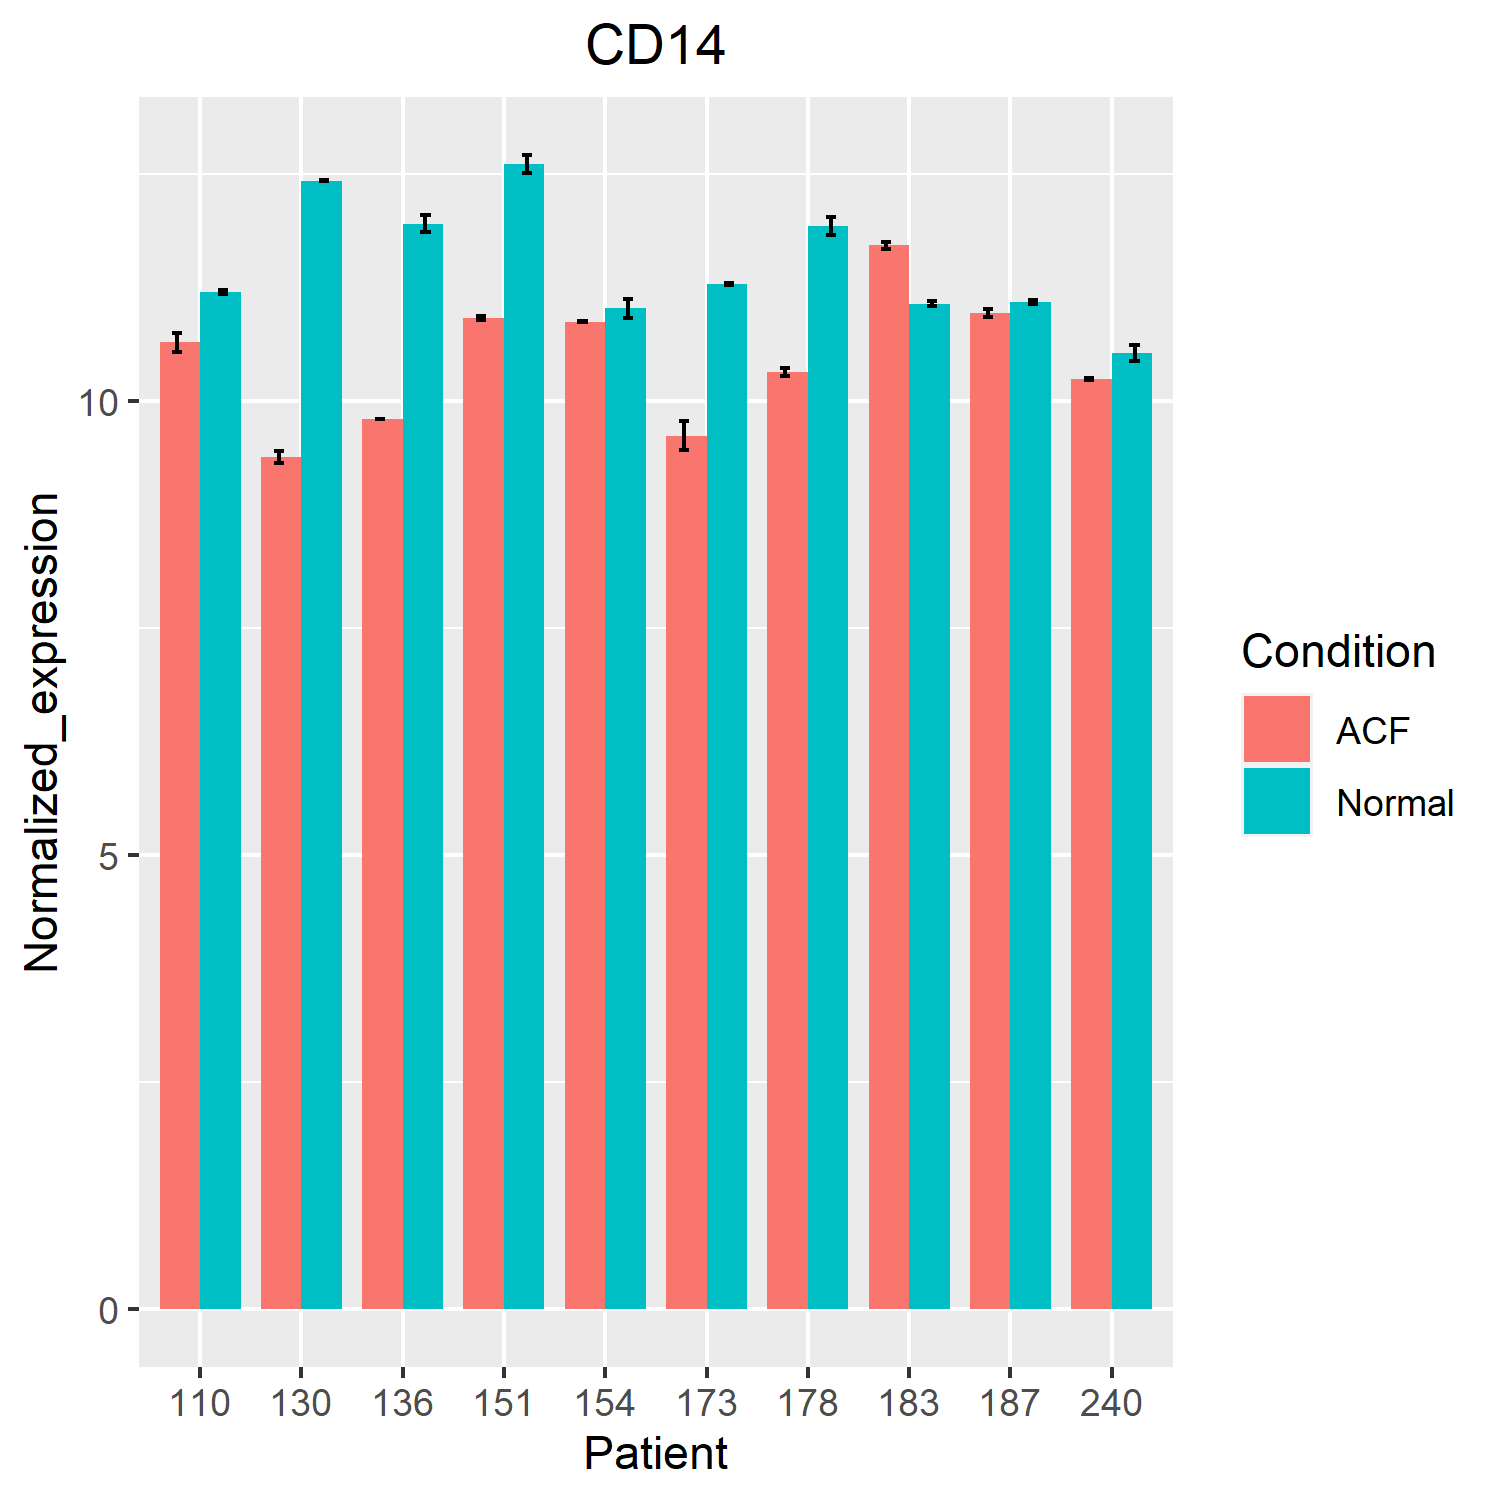 CD14
Normalized_expression
10
5
0
110 130 136 151 154 173 178 183 187 240
Patient
Condition
ACF
Normal